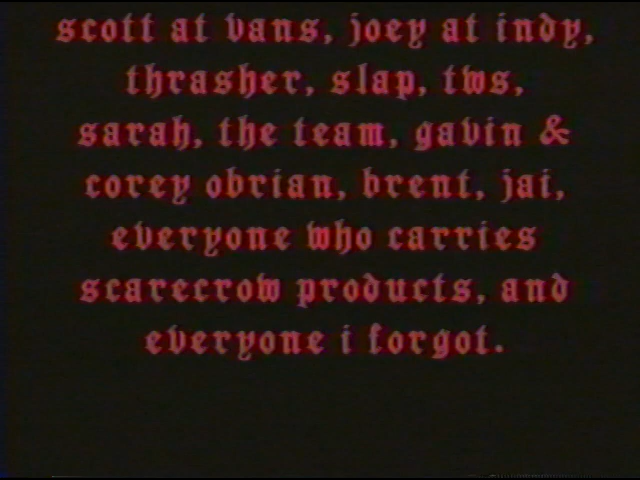 scott at vans, joey at indy,
thrasher, slap, tws,
sarah, the team, gavin &
corey obrian, brent, jai,
everyone who carries
scarecrow products, and
everyone i forgot.